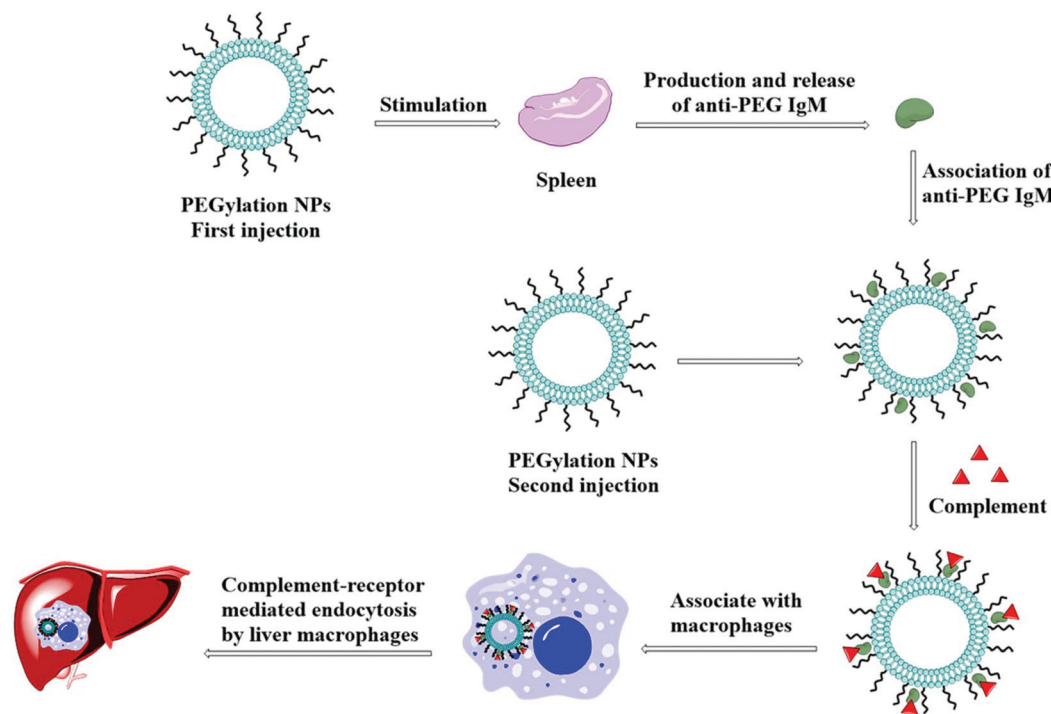 Stimulation
Production and release
of anti-PEG IgM
Spleen
PEGylation NPs
First injection
Association of
anti-PEG IgM
PEGylation NPs
Second injection
Complement
Associate with
macrophages
Complement-receptor
mediated endocytosis
by liver macrophages